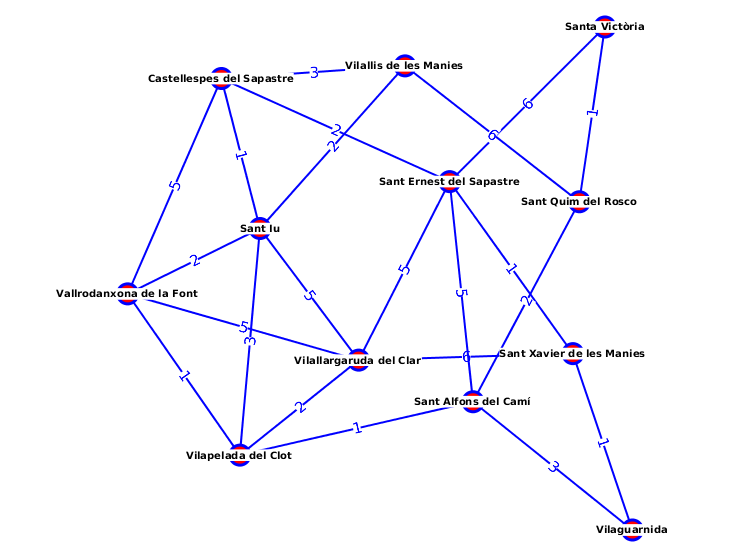 Santa Victòria
Vilallis de les Manies
Castellespes del Sapastre
3
6
1
2
6
2
1
Sant Ernest del Sapastre
5
Sant Quim del Rosco
Sant Iu
2
1
5
5
5
Vallrodanxona de la Font
2
5
3
Sant Xavier de les Manies
6
Vilallargaruda del Clar
1
2
Sant Alfons del Camí
1
1
Vilapelada del Clot
3
Vilaguarnida